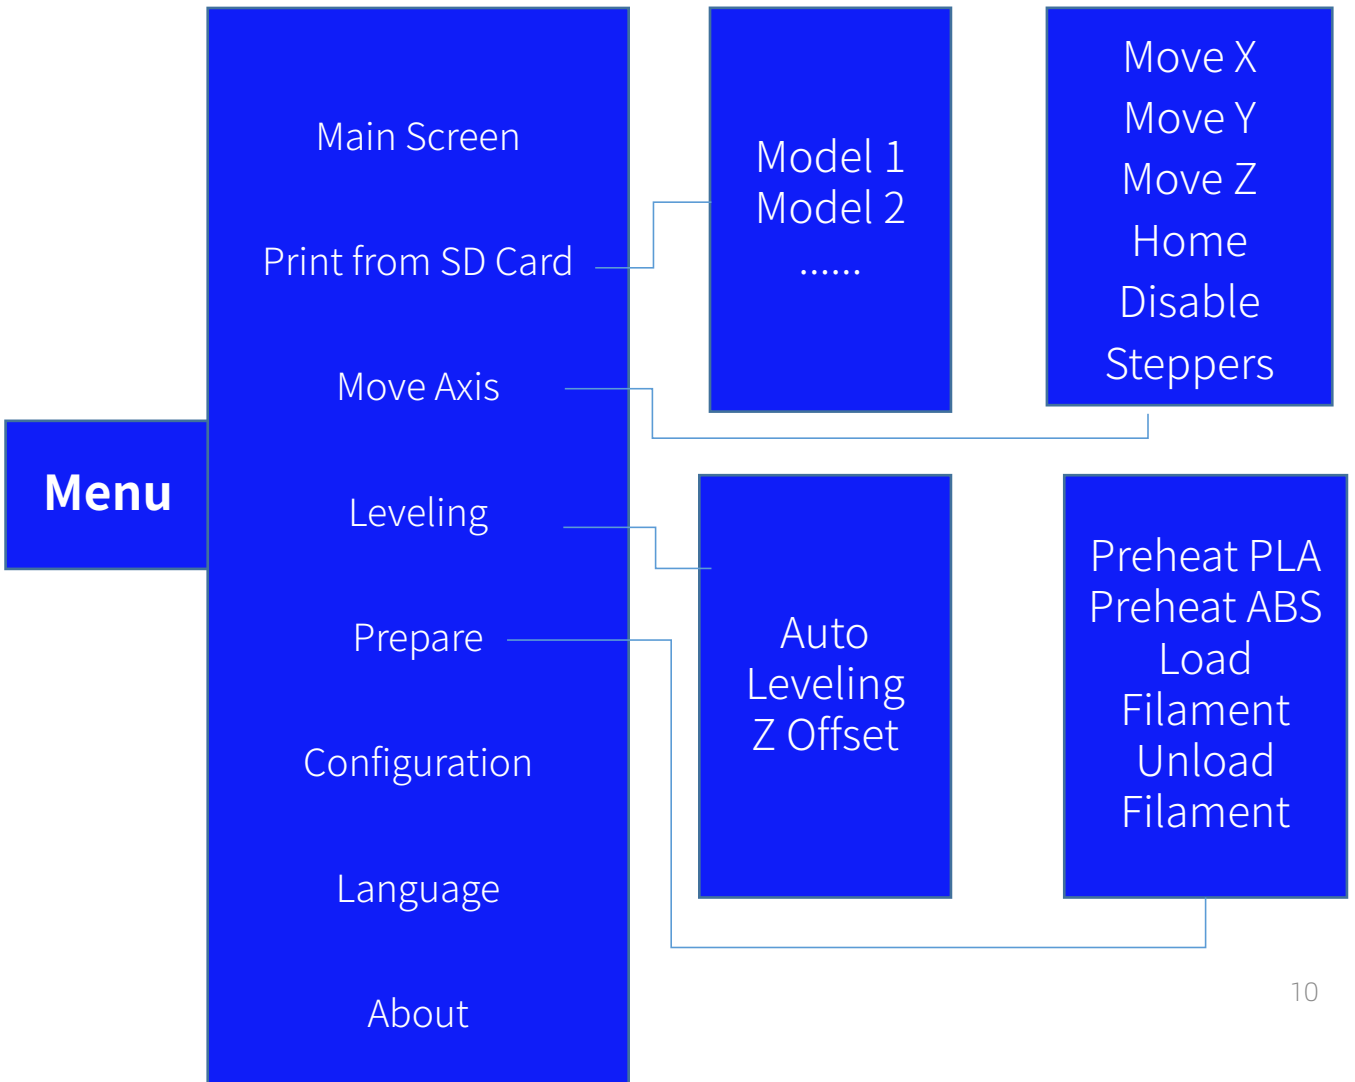 Menu
Main Screen
Print from SD Card
Move Axis
Leveling
Prepare
Configuration
Language
About
Model 1
Model 2
......
Move X
Move Y
Move Z
Home
Disable
Steppers
Auto
Leveling
Z Offset
Preheat PLA
Preheat ABS
Load
Filament
Unload
Filament
10